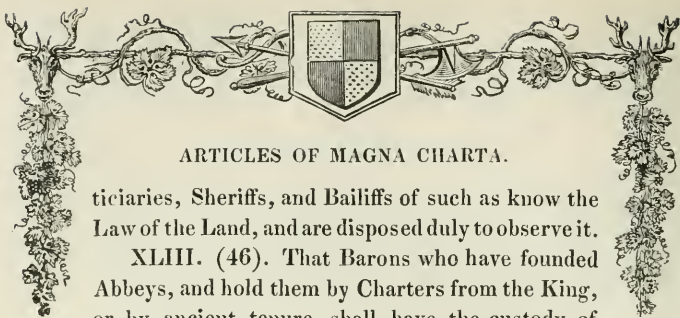 ARTICLES OF MAGNA CHARTA.
ticiaries, Sheriffs, and Bailiffs of such as know the
Law of the Land, and are disposed duly to observe it.
XLIII. (46). That Barons who have founded
Abbeys, and hold them by Charters from the King,
or by ancient tenure, shall have the custody of